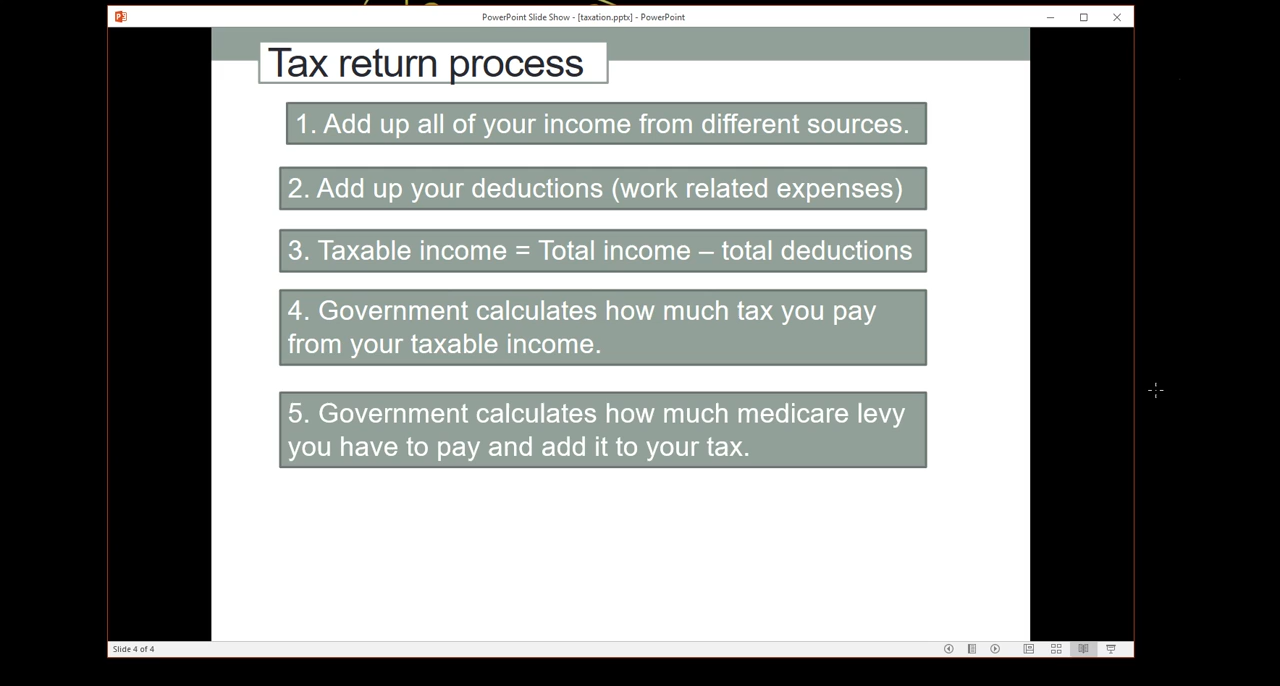 PowerPoint Slide Show - [taxation.pptx] - PowerPoint
Tax return process
1. Add up all of your income from different sources.
2. Add up your deductions (work related expenses)
3. Taxable income = Total income – total deductions
4. Government calculates how much tax you pay
from your taxable income.
5. Government calculates how much medicare levy
you have to pay and add it to your tax.
Slide 4 of 4